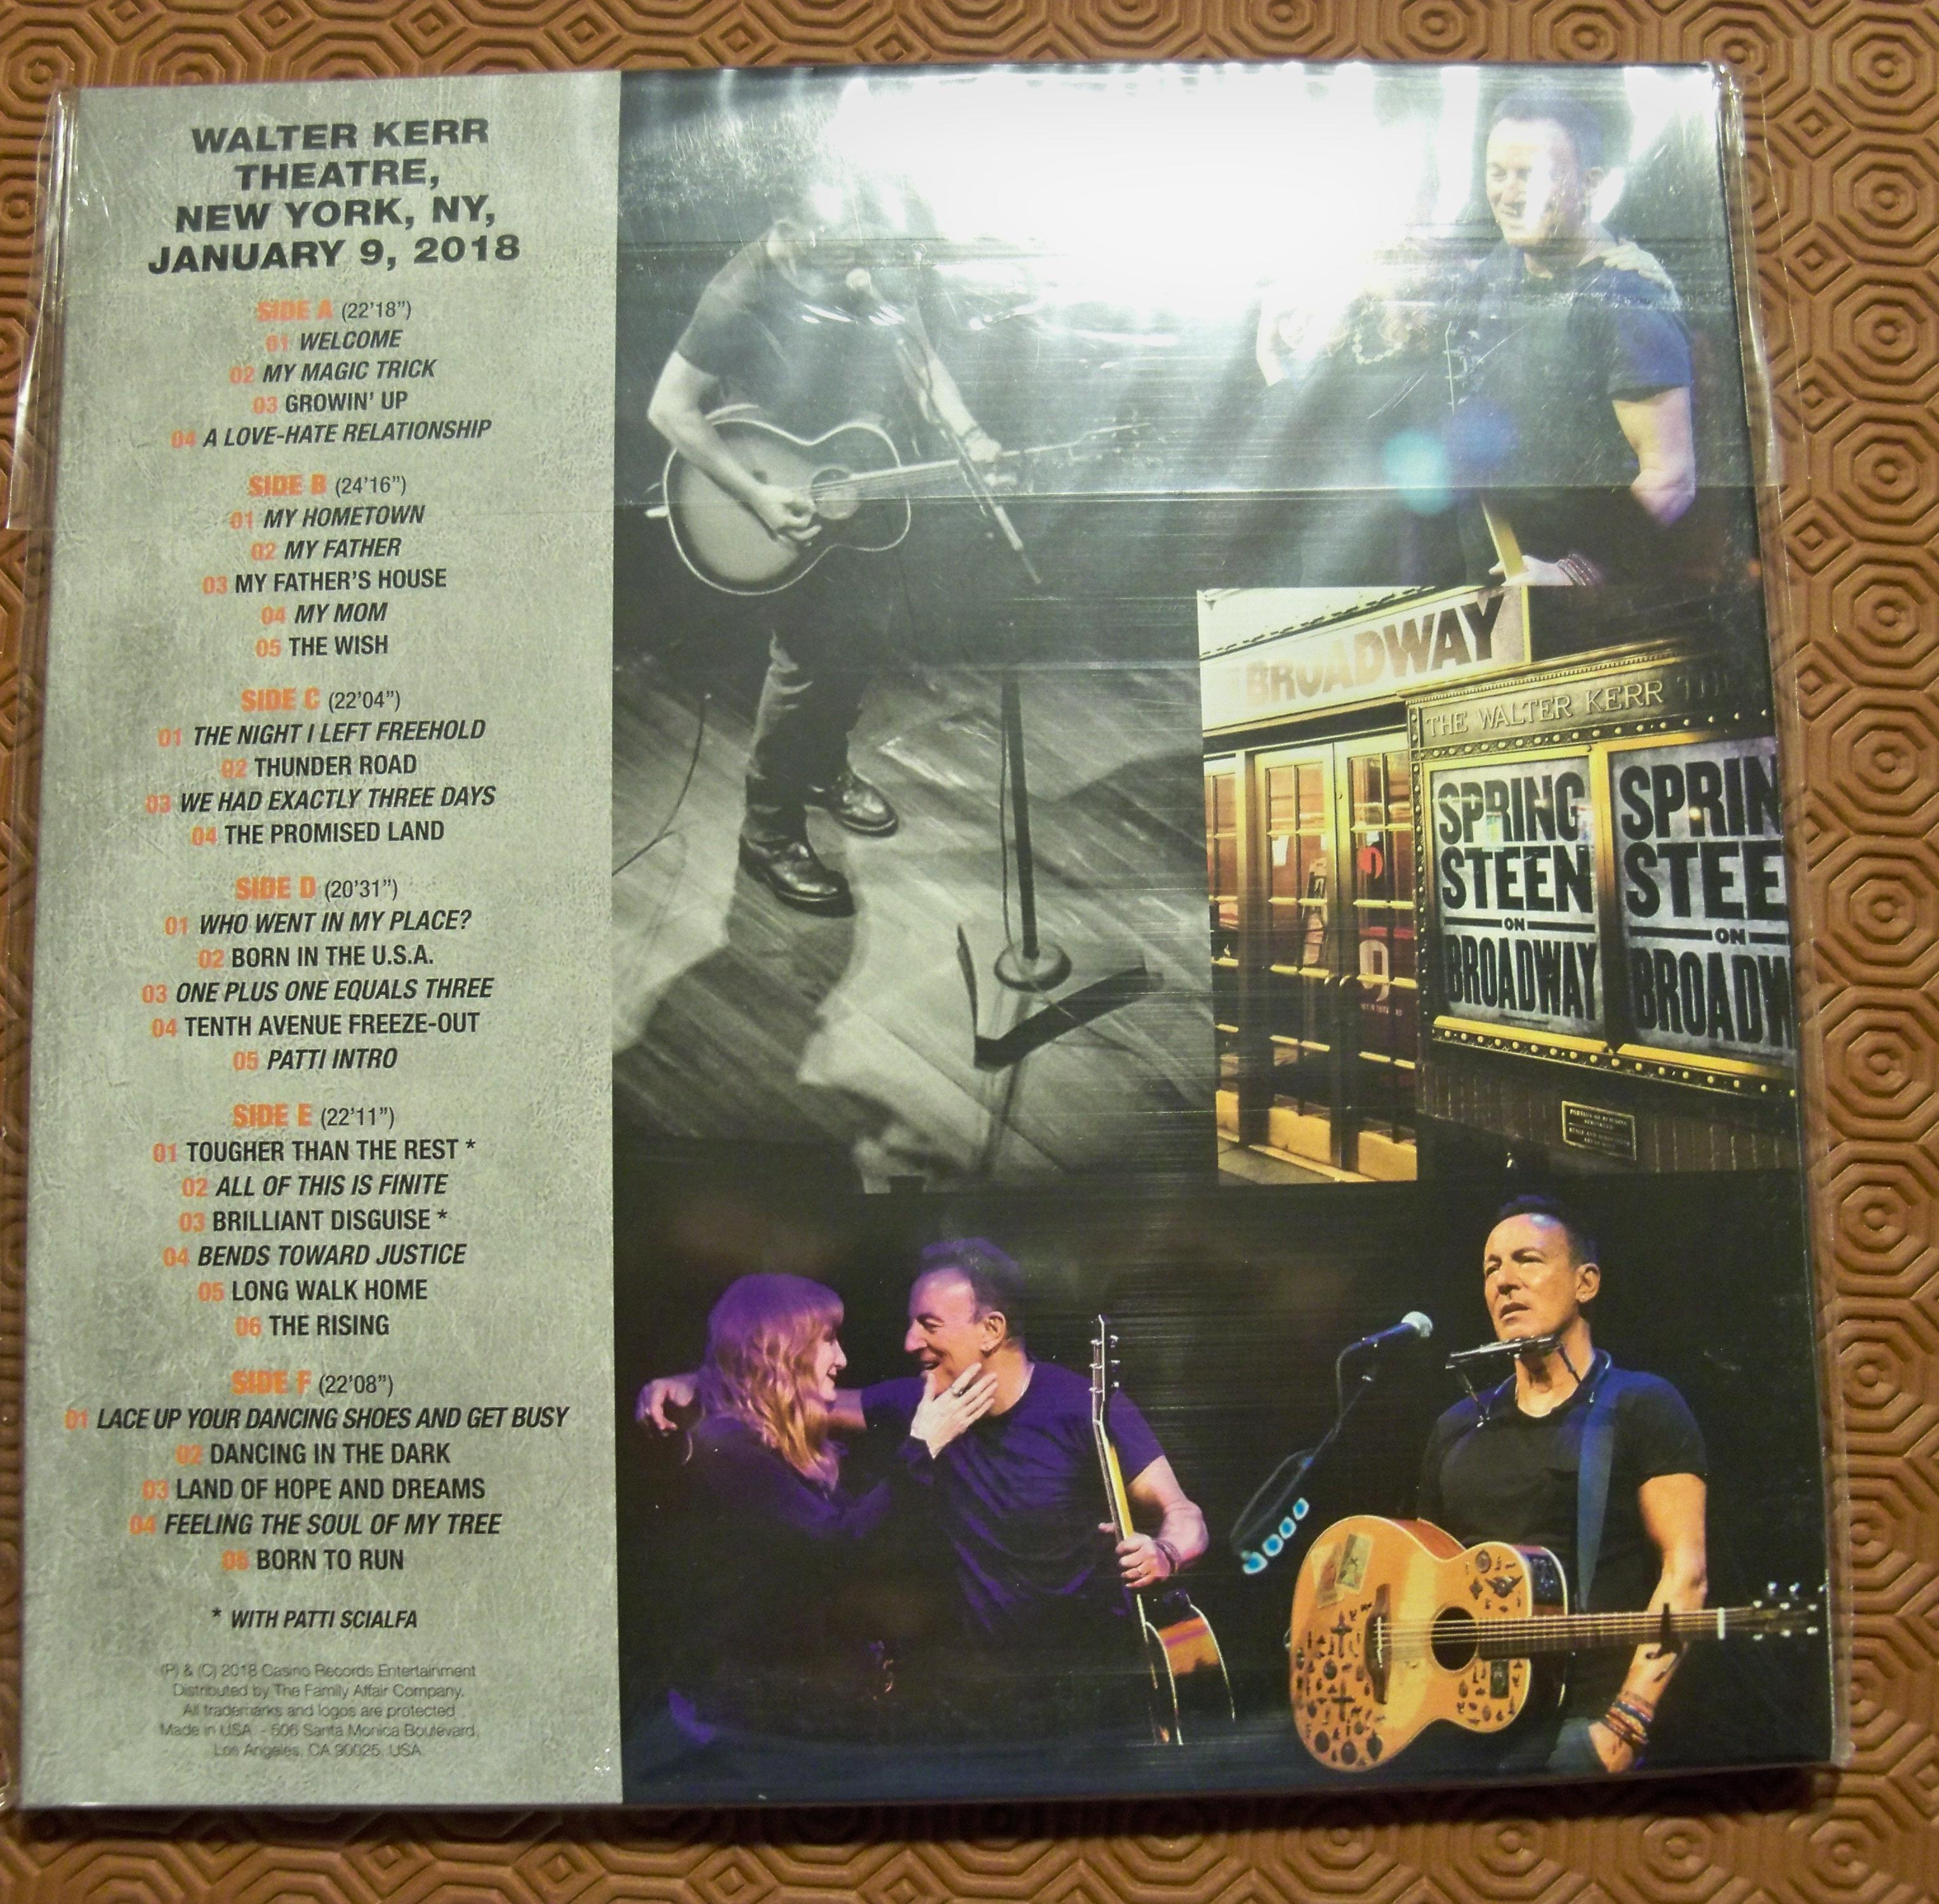 WALTER KERR
THEATRE,
NEW YORK, NY,
JANUARY 9, 2018
SIDE A (22'18")
01 WELCOME
02 MY MAGIC TRICK
03 GROWIN' UP
04 A LOVE-HATE RELATIONSHIP
SIDE B (24'16")
01 MY HOMETOWN
02 MY FATHER
03 MY FATHER'S HOUSE
04 MY MOM
05 THE WISH
SIDE C (22'04")
01 THE NIGHT I LEFT FREEHOLD
02 THUNDER ROAD
03 WE HAD EXACTLY THREE DAYS
04 THE PROMISED LAND
SIDE D (20'31")
01 WHO WENT IN MY PLACE?
02 BORN IN THE U.S.A.
03 ONE PLUS ONE EQUALS THREE
04 TENTH AVENUE FREEZE-OUT
05 PATTI INTRO
SIDE E (22'11")
01 TOUGHER THAN THE REST *
02 ALL OF THIS IS FINITE
03 BRILLIANT DISGUISE *
04 BENDS TOWARD JUSTICE
05 LONG WALK HOME
06 THE RISING
SIDE F (22'08")
01 LACE UP YOUR DANCING SHOES AND GET BUSY
02 DANCING IN THE DARK
03 LAND OF HOPE AND DREAMS
04 FEELING THE SOUL OF MY TREE
05 BORN TO RUN
* WITH PATTI SCIALFA
(P) & (C) 2018 Casino Records Entertainment
Distributed by The Family Affair Company.
All trademarks and logos are protected
Made in USA - 506 Santa Monica Boulevard,
Los Angeles, CA 90025, USA
BROADWAY
THE WALTER KERR
SPRING
STEEN
ON
BROADWAY
SPRIN
STEE
ON
BROADW